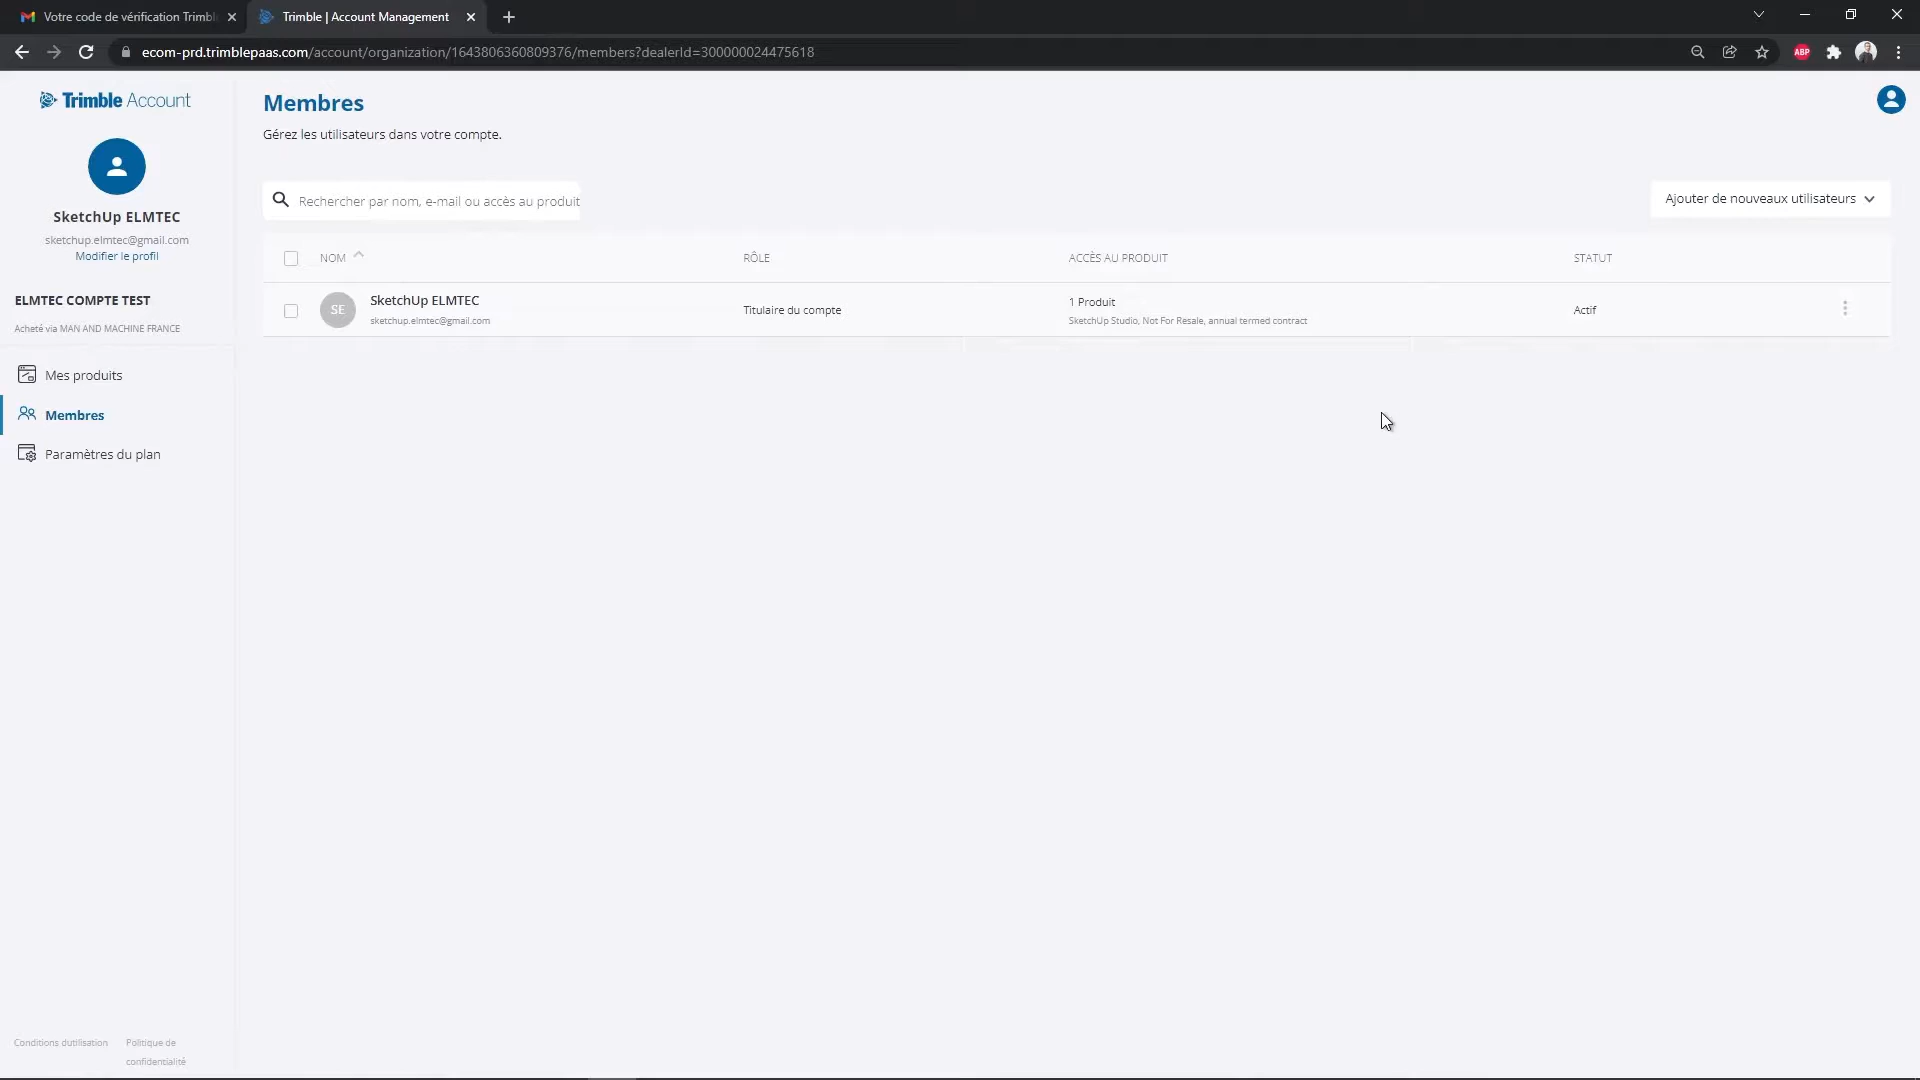 Votre code de vérification Trimbl
Trimble | Account Management
ecom-prd.trimblepaas.com/account/organization/1643806360809376/members?dealerId=300000024475618
ABP
Trimble Account
SketchUp ELMTEC
sketchup.elmtec@gmail.com
Modifier le profil
ELMTEC COMPTE TEST
Acheté via MAN AND MACHINE FRANCE
Mes produits
Membres
Paramètres du plan
Conditions dutilisation
Politique de
confidentialité
Membres
Gérez les utilisateurs dans votre compte.
Rechercher par nom, e-mail ou accès au produit
Ajouter de nouveaux utilisateurs
NOM RÔLE ACCÈS AU PRODUIT STATUT
SE
SketchUp ELMTEC
sketchup.elmtec@gmail.com
Titulaire du compte
1 Produit
SketchUp Studio, Not For Resale, annual termed contract
Actif